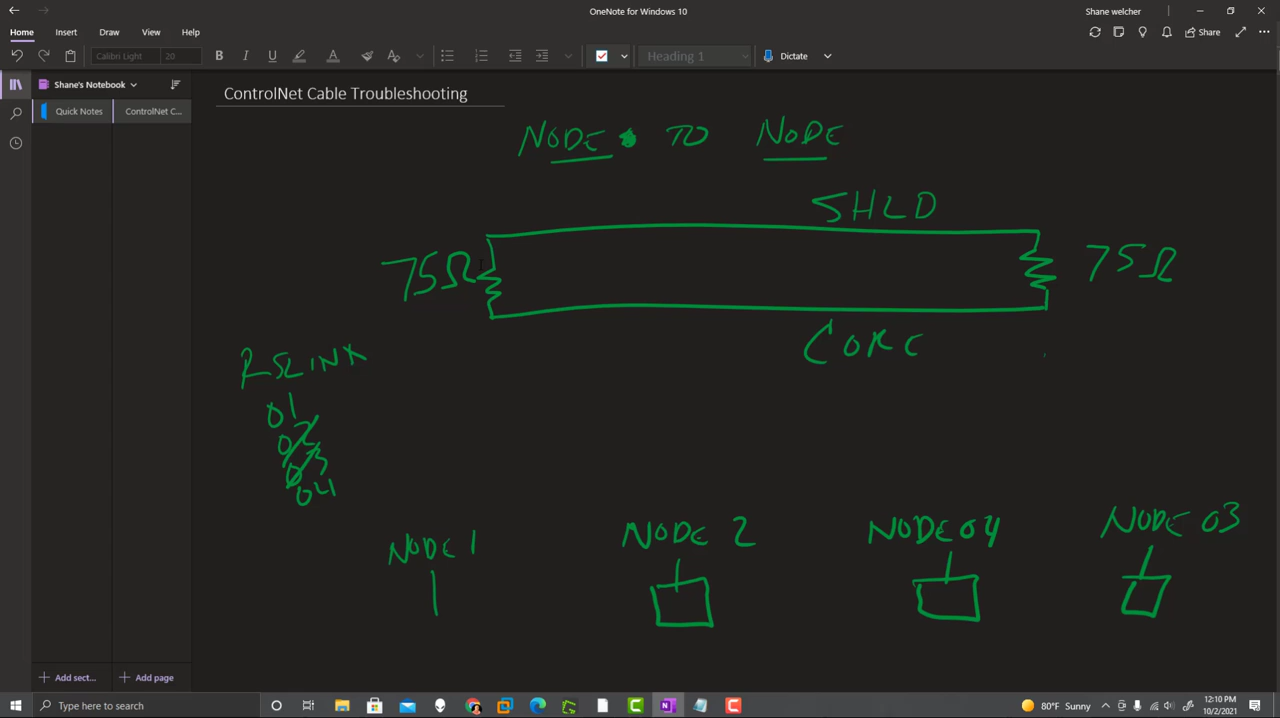 OneNote for Windows 10
Shane welcher
Home Insert Draw View Help
Share
Calibri Light 20 B I U A A Heading 1 Dictate
Shane's Notebook
Quick Notes
ControlNet C...
ControlNet Cable Troubleshooting
NODE TO NODE
SHLD
75Ω
75Ω
CORE
RSLINX
01
02
03
04
NODE 1
NODE 2
NODE 04
NODE 03
Add sect...
Add page
Type here to search
80°F Sunny
12:10 PM
10/2/2021